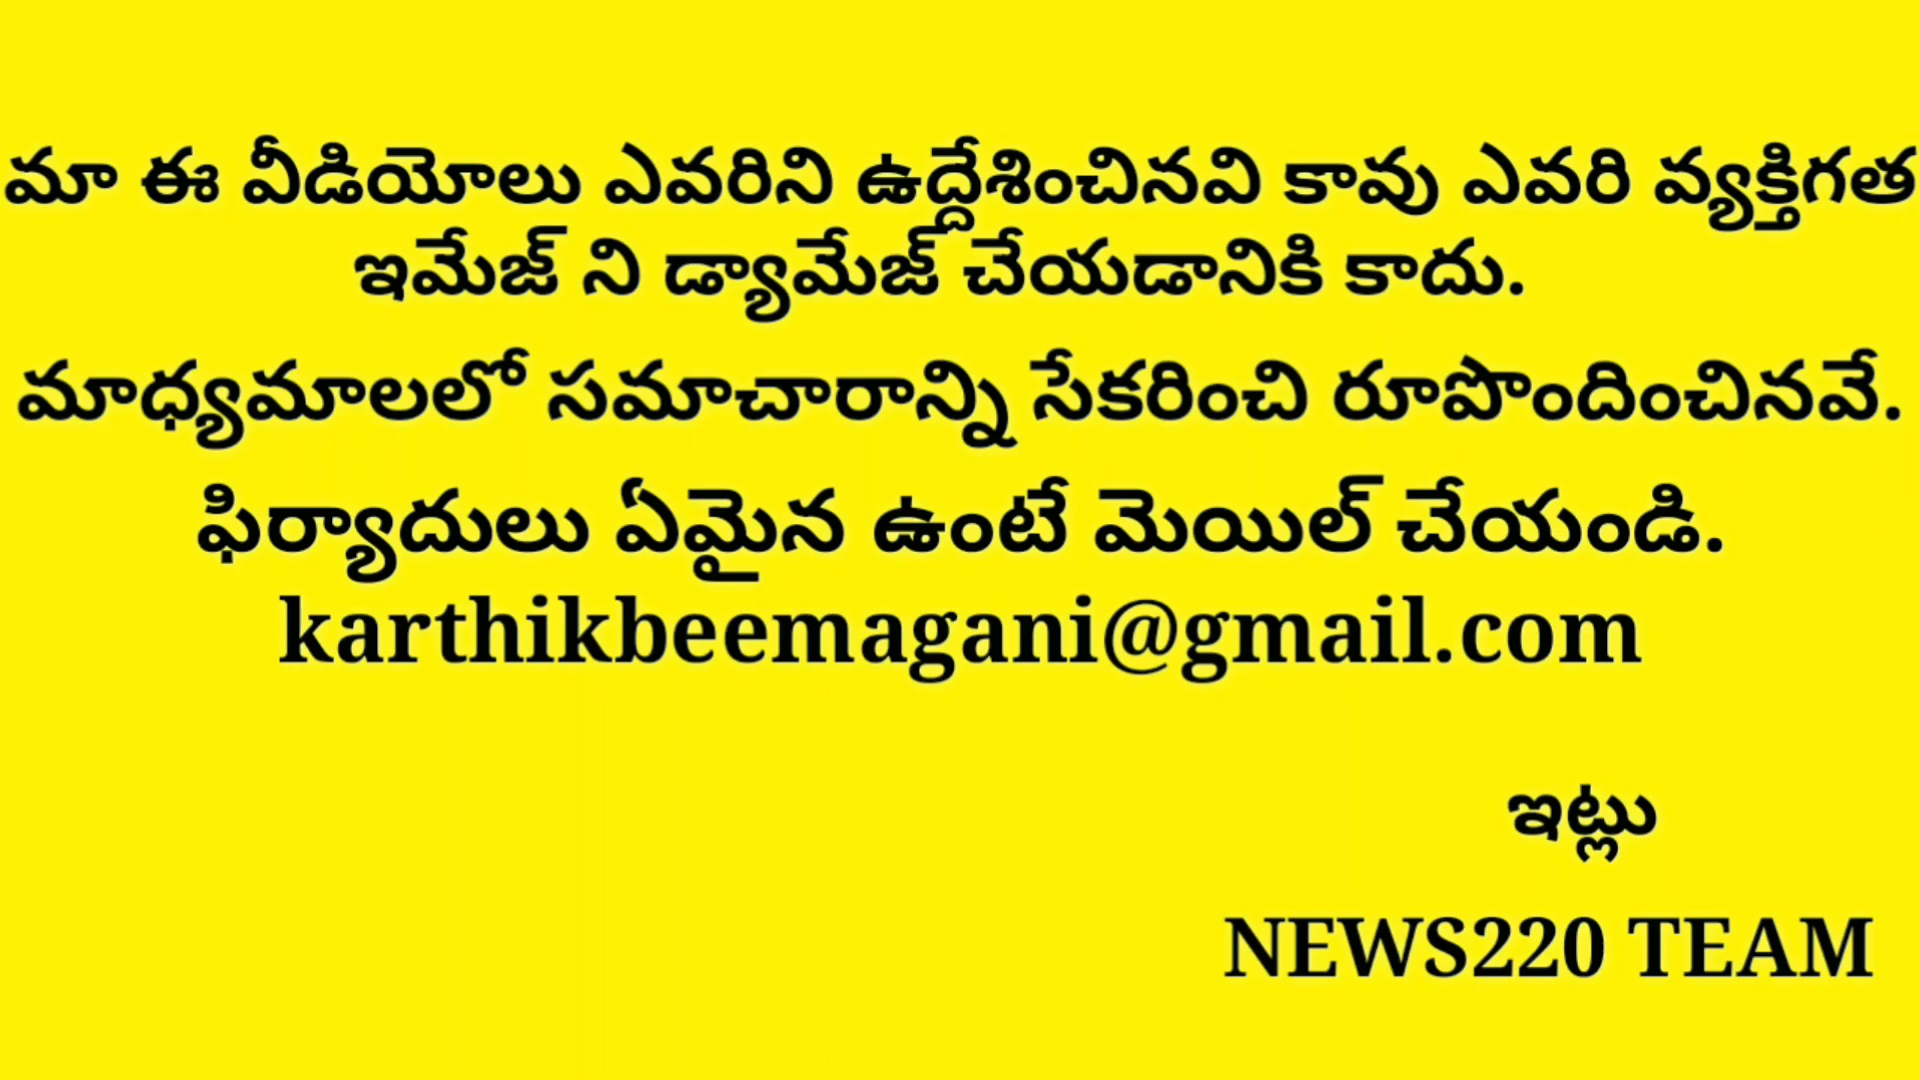 మా ఈ వీడియోలు ఎవరిని ఉద్దేశించినవి కావు ఎవరి వ్యక్తిగత
ఇమేజ్ ని డ్యామేజ్ చేయడానికి కాదు.
మాధ్యమాలలో సమాచారాన్ని సేకరించి రూపొందించినవే.
ఫిర్యాదులు ఏమైన ఉంటే మెయిల్ చేయండి.
karthikbeemagani@gmail.com
ఇట్లు
NEWS220 TEAM